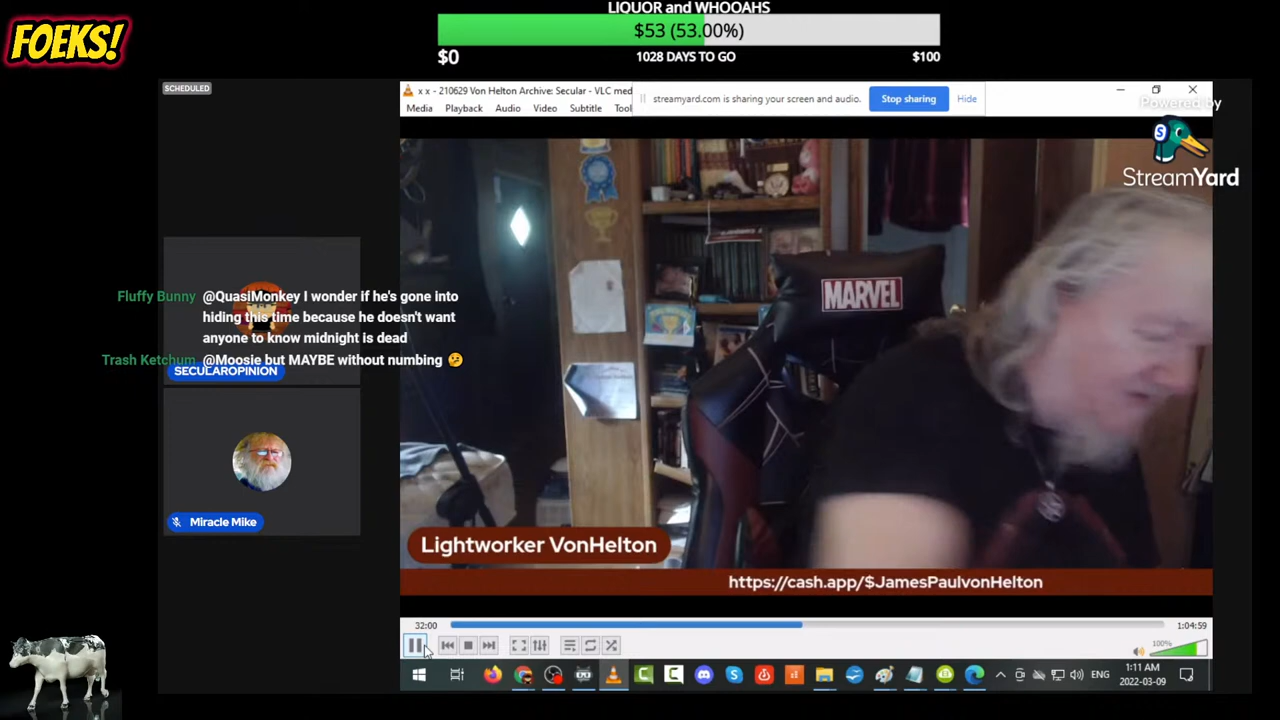 FOEKS!
LIQUOR and WHOOAHS
$53 (53.00%)
$0
1028 DAYS TO GO
$100
SCHEDULED
x x - 210629 Von Helton Archive: Secular - VLC med
streamyard.com is sharing your screen and audio.
Stop sharing
Hide
Media Playback Audio Video Subtitle Tool
Powered by
StreamYard
MARVEL
Fluffy Bunny @QuasiMonkey I wonder if he's gone into
hiding this time because he doesn't want
anyone to know midnight is dead
Trash Ketchum @Moosie but MAYBE without numbing
SECULAROPINION
Miracle Mike
Lightworker VonHelton
https://cash.app/$JamesPaulvonHelton
32:00
1:04:59
100%
ENG
1:11 AM
2022-03-09